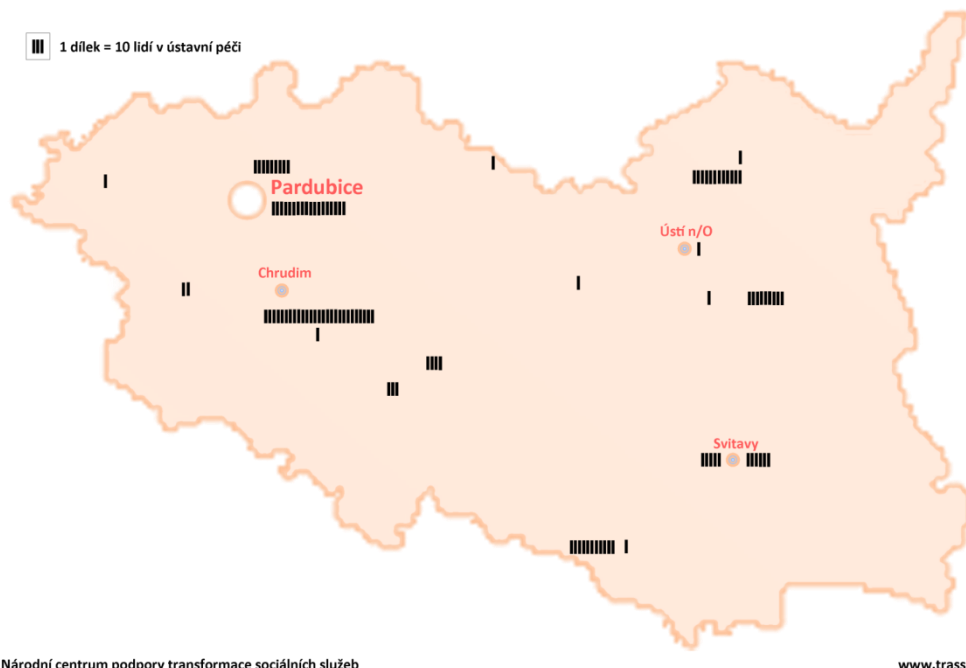 1 dílek = 10 lidí v ústavní péči
Pardubice
Ústí n/O
Chrudim
Svitavy
Národní centrum podpory transformace sociálních služeb
www.trass